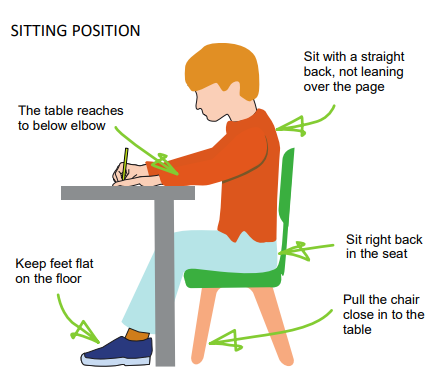 SITTING POSITION
Sit with a straight
back, not leaning
over the page
The table reaches
to below elbow
Sit right back
in the seat
Keep feet flat
on the floor
Pull the chair
close in to the
table